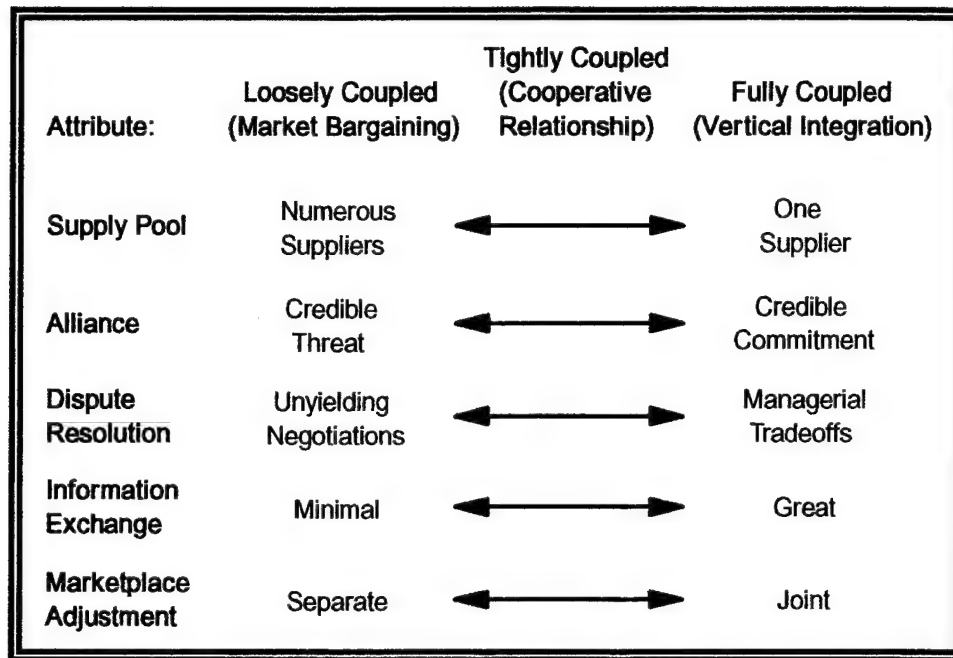 Attribute:
Loosely Coupled
(Market Bargaining)
Tightly Coupled
(Cooperative
Relationship)
Fully Coupled
(Vertical Integration)
Supply Pool
Numerous
Suppliers
One
Supplier
Alliance
Credible
Threat
Credible
Commitment
Dispute
Resolution
Unyielding
Negotiations
Managerial
Tradeoffs
Information
Exchange
Minimal
Great
Marketplace
Adjustment
Separate
Joint